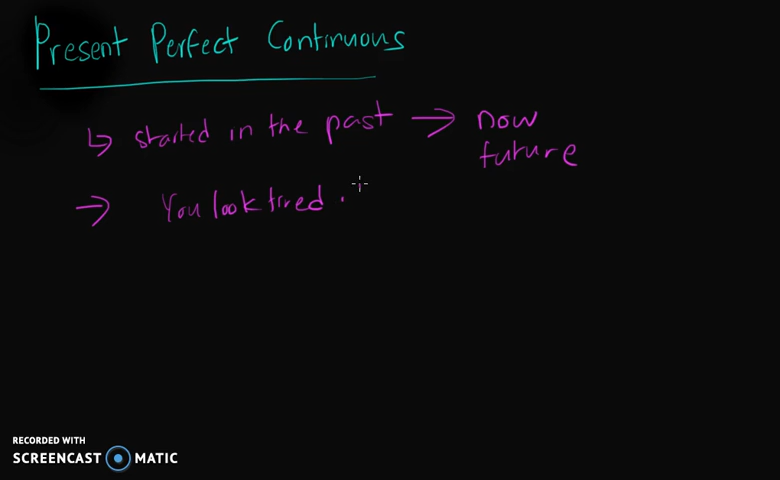 Present Perfect Continuous
↳ started in the past → now
future
→ You look tired.
RECORDED WITH
SCREENCAST MATIC